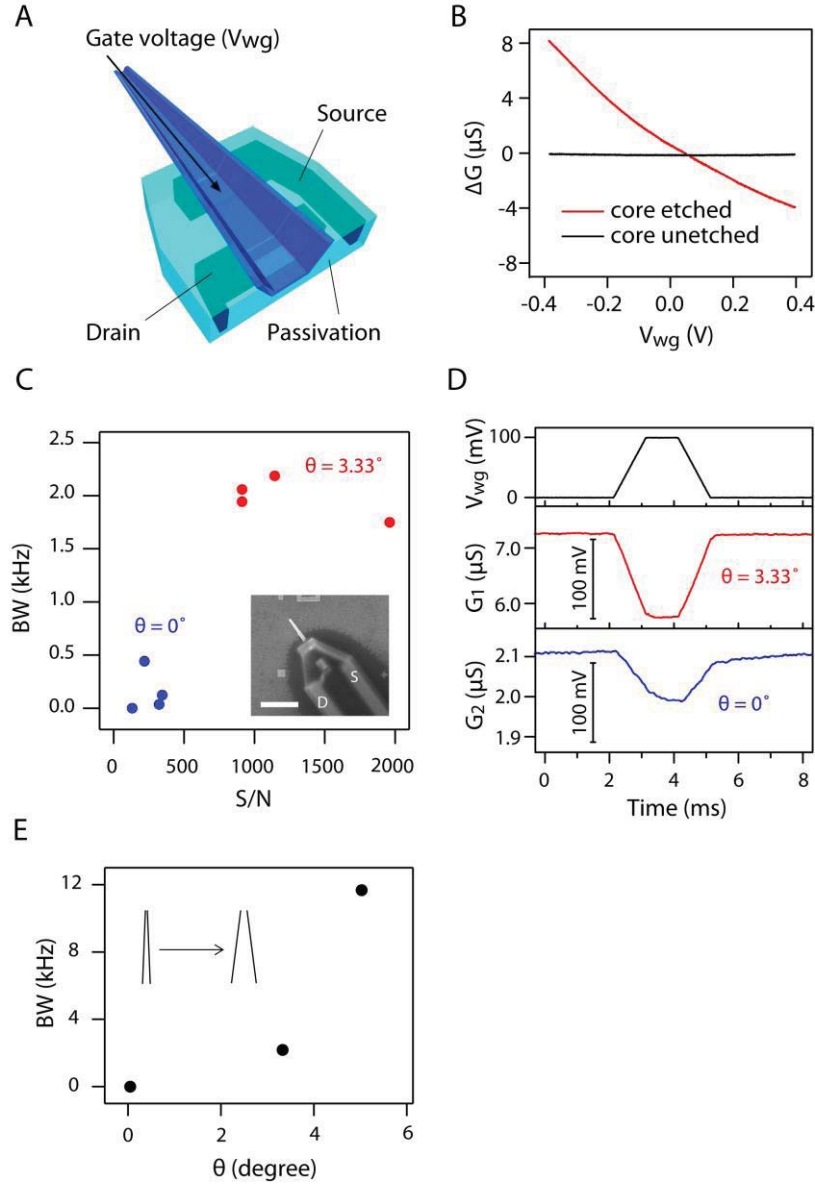 A
Gate voltage (Vwg)
Source
Drain
Passivation
B
8
4
0
-4
-8
ΔG (μS)
core etched
core unetched
-0.4
-0.2
0.0
0.2
0.4
Vwg (V)
C
2.5
2.0
1.5
1.0
0.5
0.0
BW (kHz)
θ = 3.33°
θ = 0°
S
D
0
500
1000
1500
2000
S/N
D
100
0
Vwg (mV)
7.0
6.0
G1 (μS)
100 mV
θ = 3.33°
2.1
2.0
1.9
G2 (μS)
100 mV
θ = 0°
0
2
4
6
8
Time (ms)
E
12
8
4
0
BW (kHz)
0
2
4
6
θ (degree)